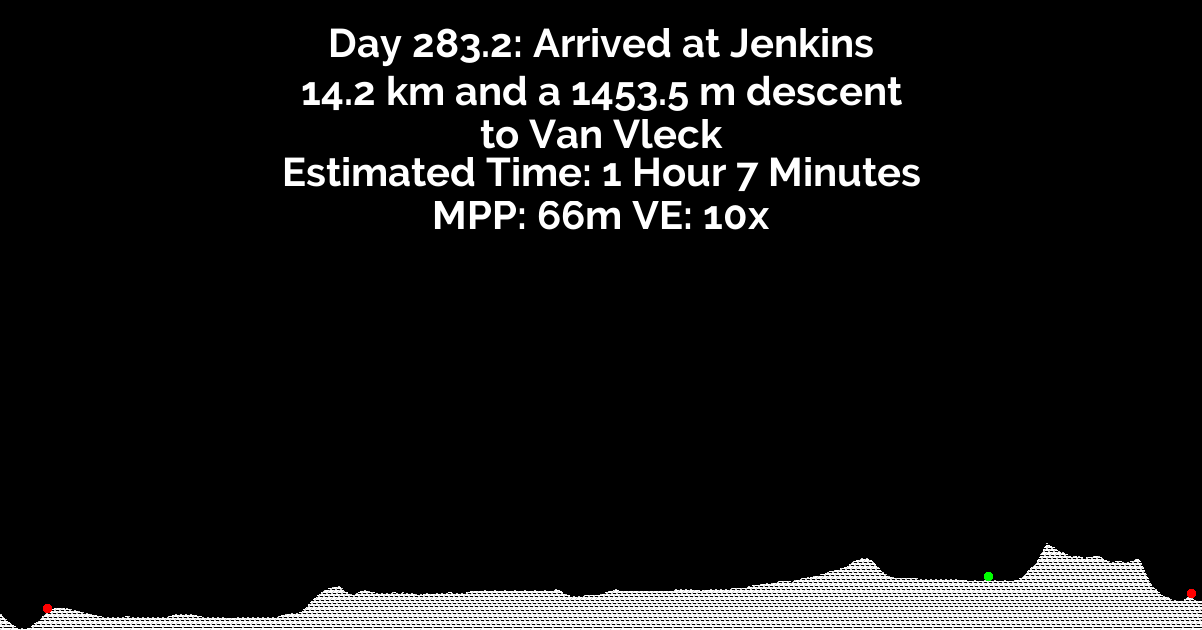 Day 283.2: Arrived at Jenkins
14.2 km and a 1453.5 m descent
to Van Vleck
Estimated Time: 1 Hour 7 Minutes
MPP: 66m VE: 10x